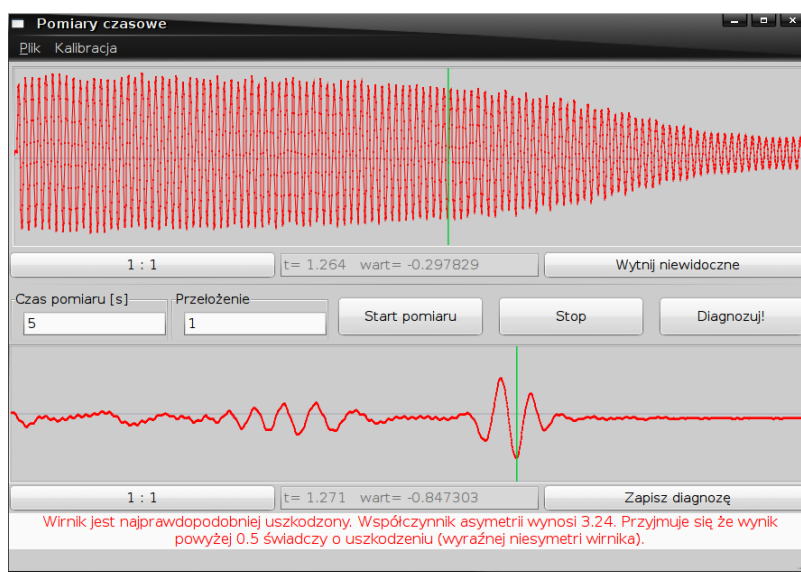 Pomiary czasowe
Plik Kalibracja
1 : 1
t= 1.264 wart= -0.297829
Wytnij niewidoczne
Czas pomiaru [s]
Przełożenie
5
1
Start pomiaru
Stop
Diagnozuj!
1 : 1
t= 1.271 wart= -0.847303
Zapisz diagnozę
Wirnik jest najprawdopodobniej uszkodzony. Współczynnik asymetrii wynosi 3.24. Przyjmuje się że wynik
powyżej 0.5 świadczy o uszkodzeniu (wyraźnej niesymetri wirnika).